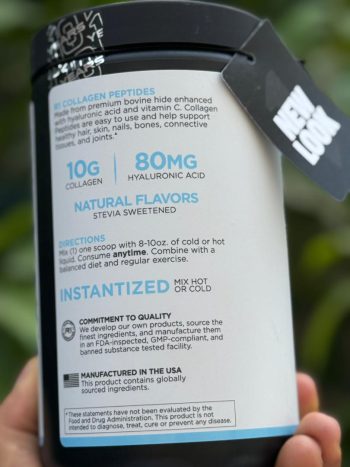 R1 COLLAGEN PEPTIDES
Made from premium bovine hide enhanced
with hyaluronic acid and vitamin C. Collagen
Peptides are easy to use and help support
healthy hair, skin, nails, bones, connective
tissues, and joints.*
10G
COLLAGEN
80MG
HYALURONIC ACID
NATURAL FLAVORS
STEVIA SWEETENED
DIRECTIONS
Mix (1) one scoop with 8-10oz. of cold or hot
liquid. Consume anytime. Combine with a
balanced diet and regular exercise.
INSTANTIZED MIX HOT
OR COLD
COMMITMENT TO QUALITY
We develop our own products, source the
finest ingredients, and manufacture them
in an FDA-inspected, GMP-compliant, and
banned substance tested facility.
MANUFACTURED IN THE USA
This product contains globally
sourced ingredients.
*These statements have not been evaluated by the
Food and Drug Administration. This product is not
intended to diagnose, treat, cure or prevent any disease.
NEW
LOOK